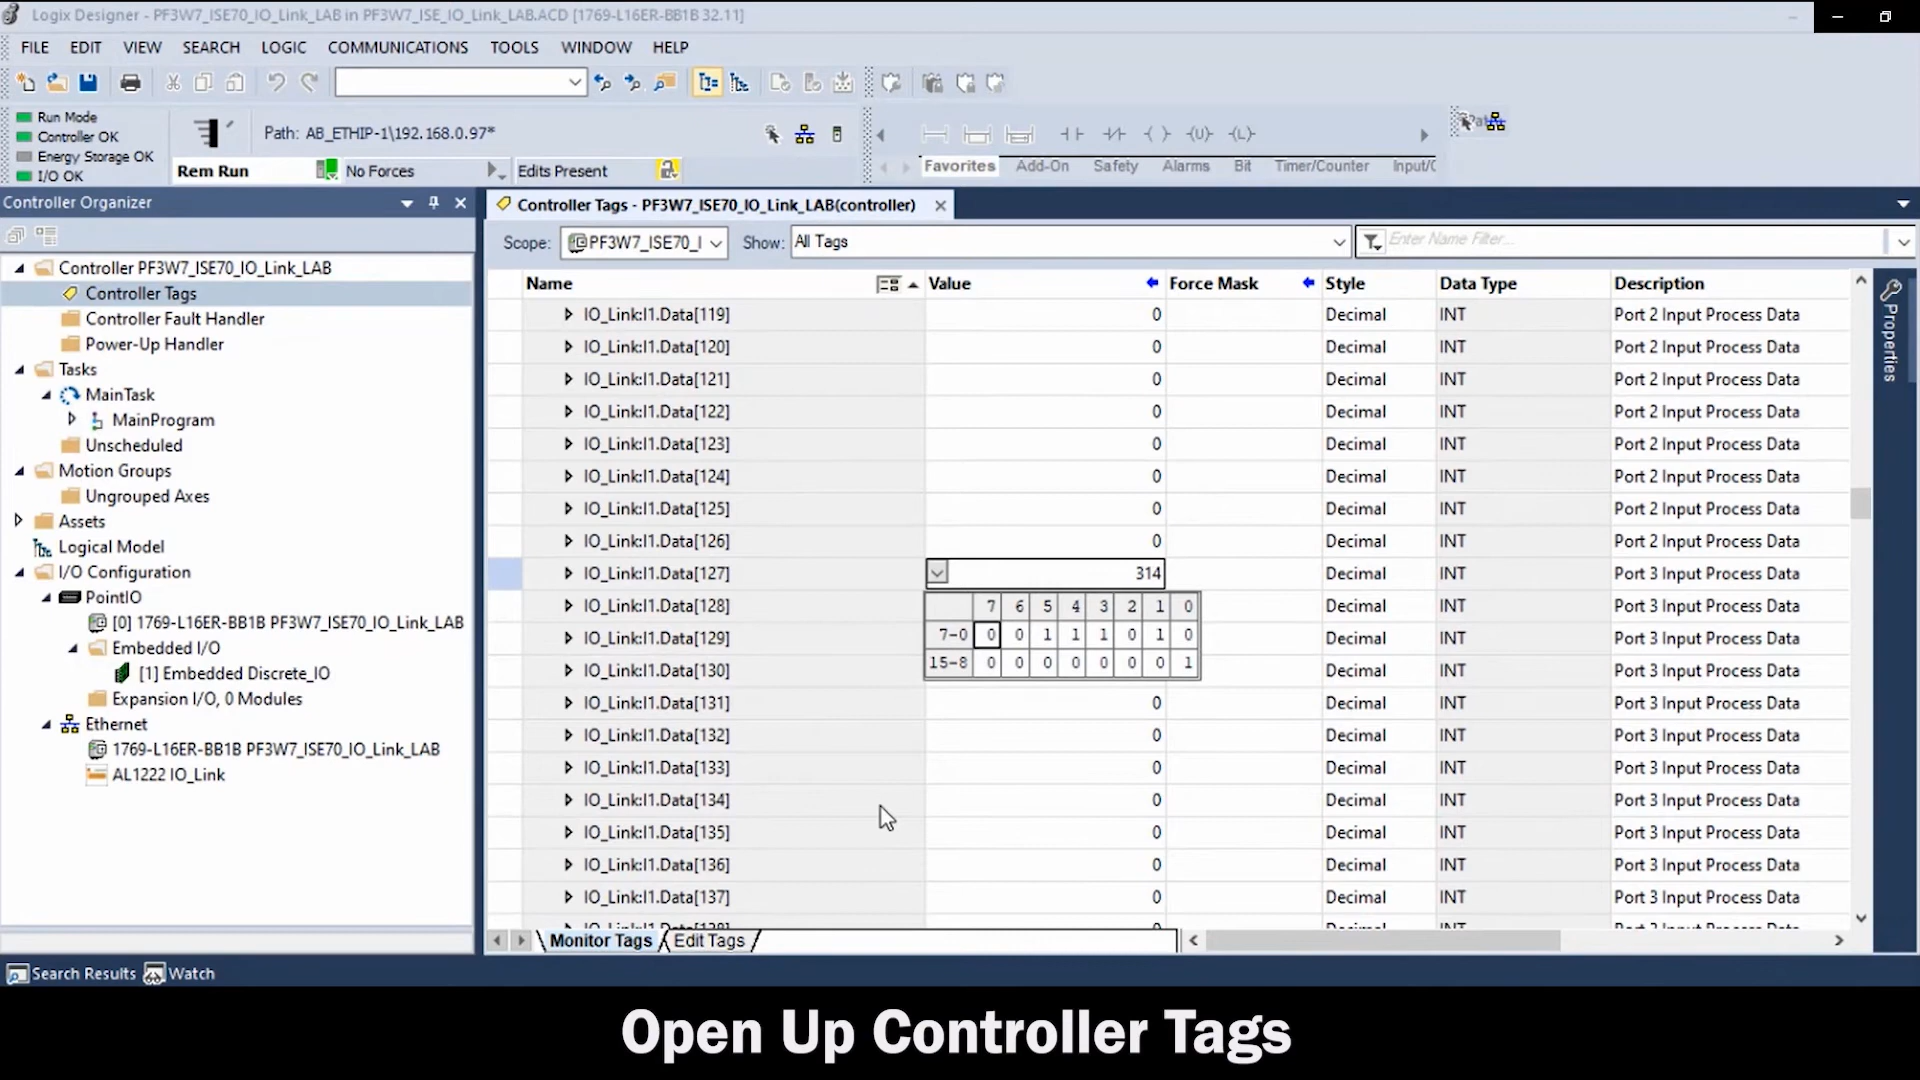 Logix Designer - PF3W7_ISE70_IO_Link_LAB in PF3W7_ISE_IO_Link_LAB.ACD [1769-L16ER-BB1B 32.11]
FILE EDIT VIEW SEARCH LOGIC COMMUNICATIONS TOOLS WINDOW HELP
Run Mode
Controller OK
Energy Storage OK
I/O OK
Path: AB_ETHIP-1\192.168.0.97*
Rem Run No Forces Edits Present
Favorites Add-On Safety Alarms Bit Timer/Counter
Controller Organizer
Controller PF3W7_ISE70_IO_Link_LAB
Controller Tags
Controller Fault Handler
Power-Up Handler
Tasks
MainTask
MainProgram
Unscheduled
Motion Groups
Ungrouped Axes
Assets
Logical Model
I/O Configuration
PointIO
[0] 1769-L16ER-BB1B PF3W7_ISE70_IO_Link_LAB
Embedded I/O
[1] Embedded Discrete_IO
Expansion I/O, 0 Modules
Ethernet
1769-L16ER-BB1B PF3W7_ISE70_IO_Link_LAB
AL1222 IO_Link
Controller Tags - PF3W7_ISE70_IO_Link_LAB(controller)
Scope: PF3W7_ISE70_I Show: All Tags Enter Name Filter...
Name Value Force Mask Style Data Type Description
IO_Link:I1.Data[119] 0 Decimal INT Port 2 Input Process Data
IO_Link:I1.Data[120] 0 Decimal INT Port 2 Input Process Data
IO_Link:I1.Data[121] 0 Decimal INT Port 2 Input Process Data
IO_Link:I1.Data[122] 0 Decimal INT Port 2 Input Process Data
IO_Link:I1.Data[123] 0 Decimal INT Port 2 Input Process Data
IO_Link:I1.Data[124] 0 Decimal INT Port 2 Input Process Data
IO_Link:I1.Data[125] 0 Decimal INT Port 2 Input Process Data
IO_Link:I1.Data[126] 0 Decimal INT Port 2 Input Process Data
IO_Link:I1.Data[127] 314 Decimal INT Port 3 Input Process Data
IO_Link:I1.Data[128] Decimal INT Port 3 Input Process Data
IO_Link:I1.Data[129] Decimal INT Port 3 Input Process Data
IO_Link:I1.Data[130] Decimal INT Port 3 Input Process Data
7 6 5 4 3 2 1 0
7-0 0 0 1 1 1 0 1 0
15-8 0 0 0 0 0 0 0 1
IO_Link:I1.Data[131] 0 Decimal INT Port 3 Input Process Data
IO_Link:I1.Data[132] 0 Decimal INT Port 3 Input Process Data
IO_Link:I1.Data[133] 0 Decimal INT Port 3 Input Process Data
IO_Link:I1.Data[134] 0 Decimal INT Port 3 Input Process Data
IO_Link:I1.Data[135] 0 Decimal INT Port 3 Input Process Data
IO_Link:I1.Data[136] 0 Decimal INT Port 3 Input Process Data
IO_Link:I1.Data[137] 0 Decimal INT Port 3 Input Process Data
Monitor Tags Edit Tags
Properties
Search Results Watch
Open Up Controller Tags